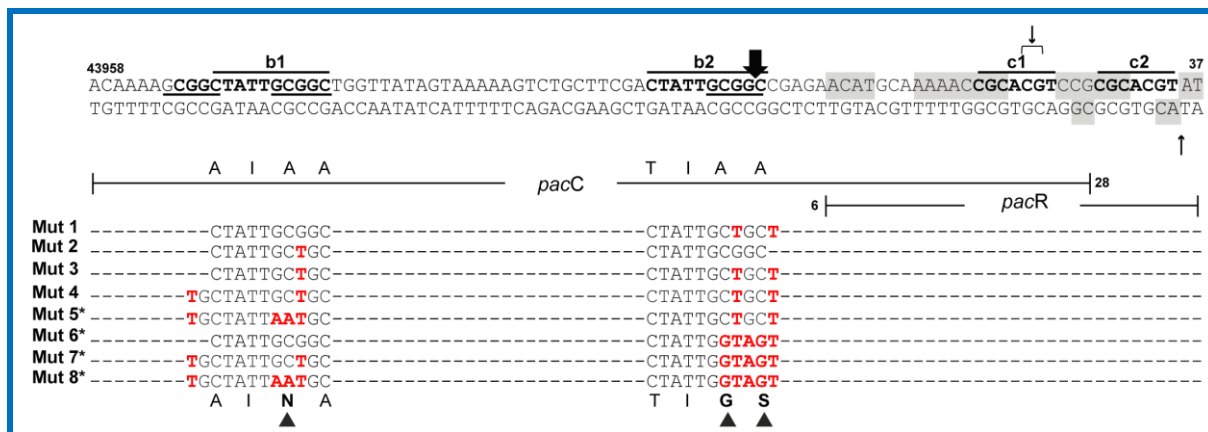 b1 b2 c1 c2
43958 37
ACAAAAGCGGCTATTGCGGCTGGTTATAGTAAAAAGTCTGCTTCGACTATTGCGGCCGAGAACATGCAAAAACCGCACGTCCGCGCACGTAT
TGTTTTCGCCGATAACGCCGACCAATATCATTTTTCAGACGAAGCTGATAACGCCGGCTCTTGTACGTTTTTGGCGTGCAGGCGCGTGCATA
A I A A T I A A
pacC 28
6 pacR
Mut 1 ----------CTATTGCGGC--------------------------CTATTGCTGCT-----------------------------------
Mut 2 ----------CTATTGCTGC--------------------------CTATTGCGGC------------------------------------
Mut 3 ----------CTATTGCTGC--------------------------CTATTGCTGCT-----------------------------------
Mut 4 --------TGCTATTGCTGC--------------------------CTATTGCTGCT-----------------------------------
Mut 5* --------TGCTATTAATGC--------------------------CTATTGCTGCT-----------------------------------
Mut 6* ----------CTATTGCGGC--------------------------CTATTGGTAGT-----------------------------------
Mut 7* --------TGCTATTGCTGC--------------------------CTATTGGTAGT-----------------------------------
Mut 8* --------TGCTATTAATGC--------------------------CTATTGGTAGT-----------------------------------
A I N A T I G S